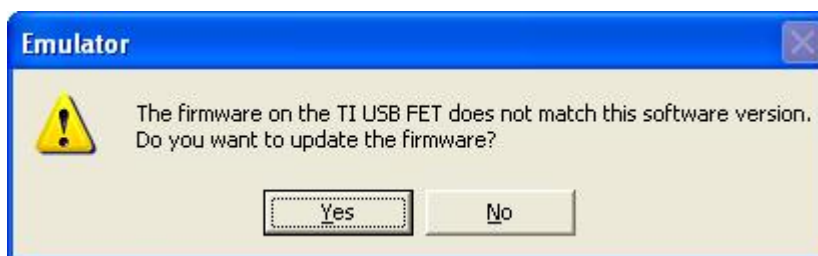 Emulator
The firmware on the TI USB FET does not match this software version.
Do you want to update the firmware?
Yes No